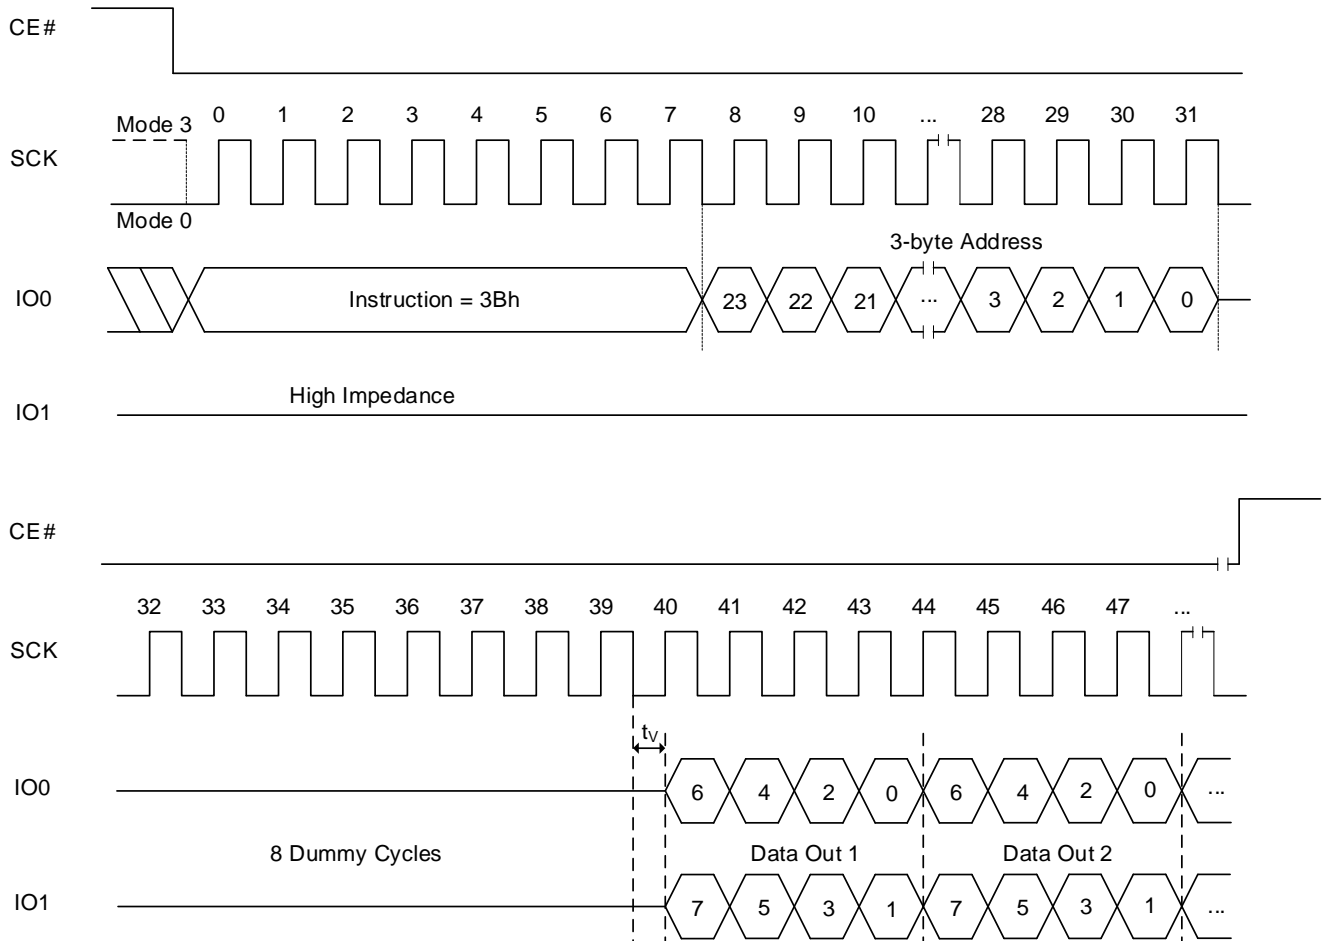 CE#
0 1 2 3 4 5 6 7 8 9 10 ... 28 29 30 31
Mode 3
SCK
Mode 0
3-byte Address
IO0 Instruction = 3Bh 23 22 21 ... 3 2 1 0
High Impedance
IO1
CE#
32 33 34 35 36 37 38 39 40 41 42 43 44 45 46 47 ...
SCK
tV
IO0 6 4 2 0 6 4 2 0 ...
8 Dummy Cycles Data Out 1 Data Out 2
IO1 7 5 3 1 7 5 3 1 ...